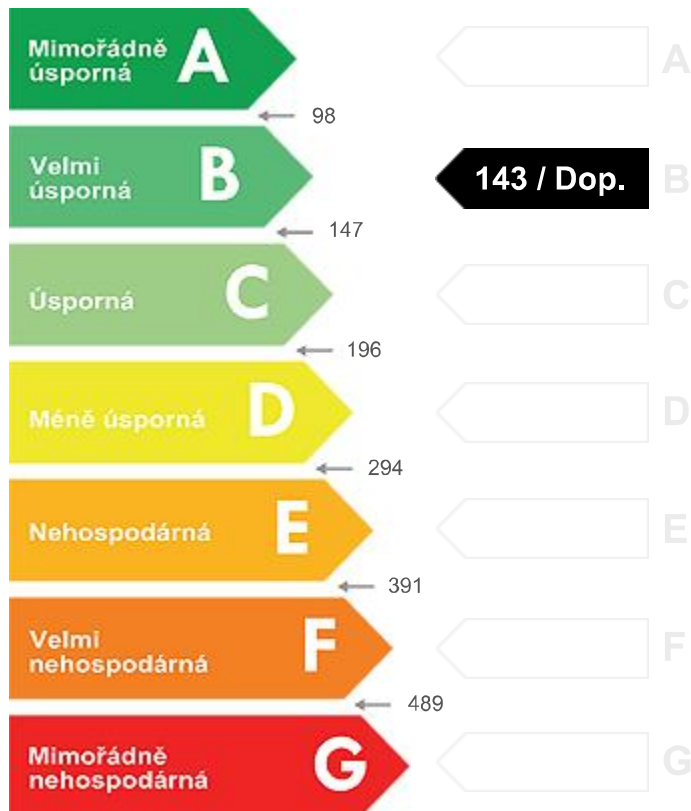 Mimořádně
úsporná
A
A
98
Velmi
úsporná
B
143 / Dop.
B
147
Úsporná
C
C
196
Méně úsporná
D
D
294
Nehospodárná
E
E
391
Velmi
nehospodárná
F
F
489
Mimořádně
nehospodárná
G
G